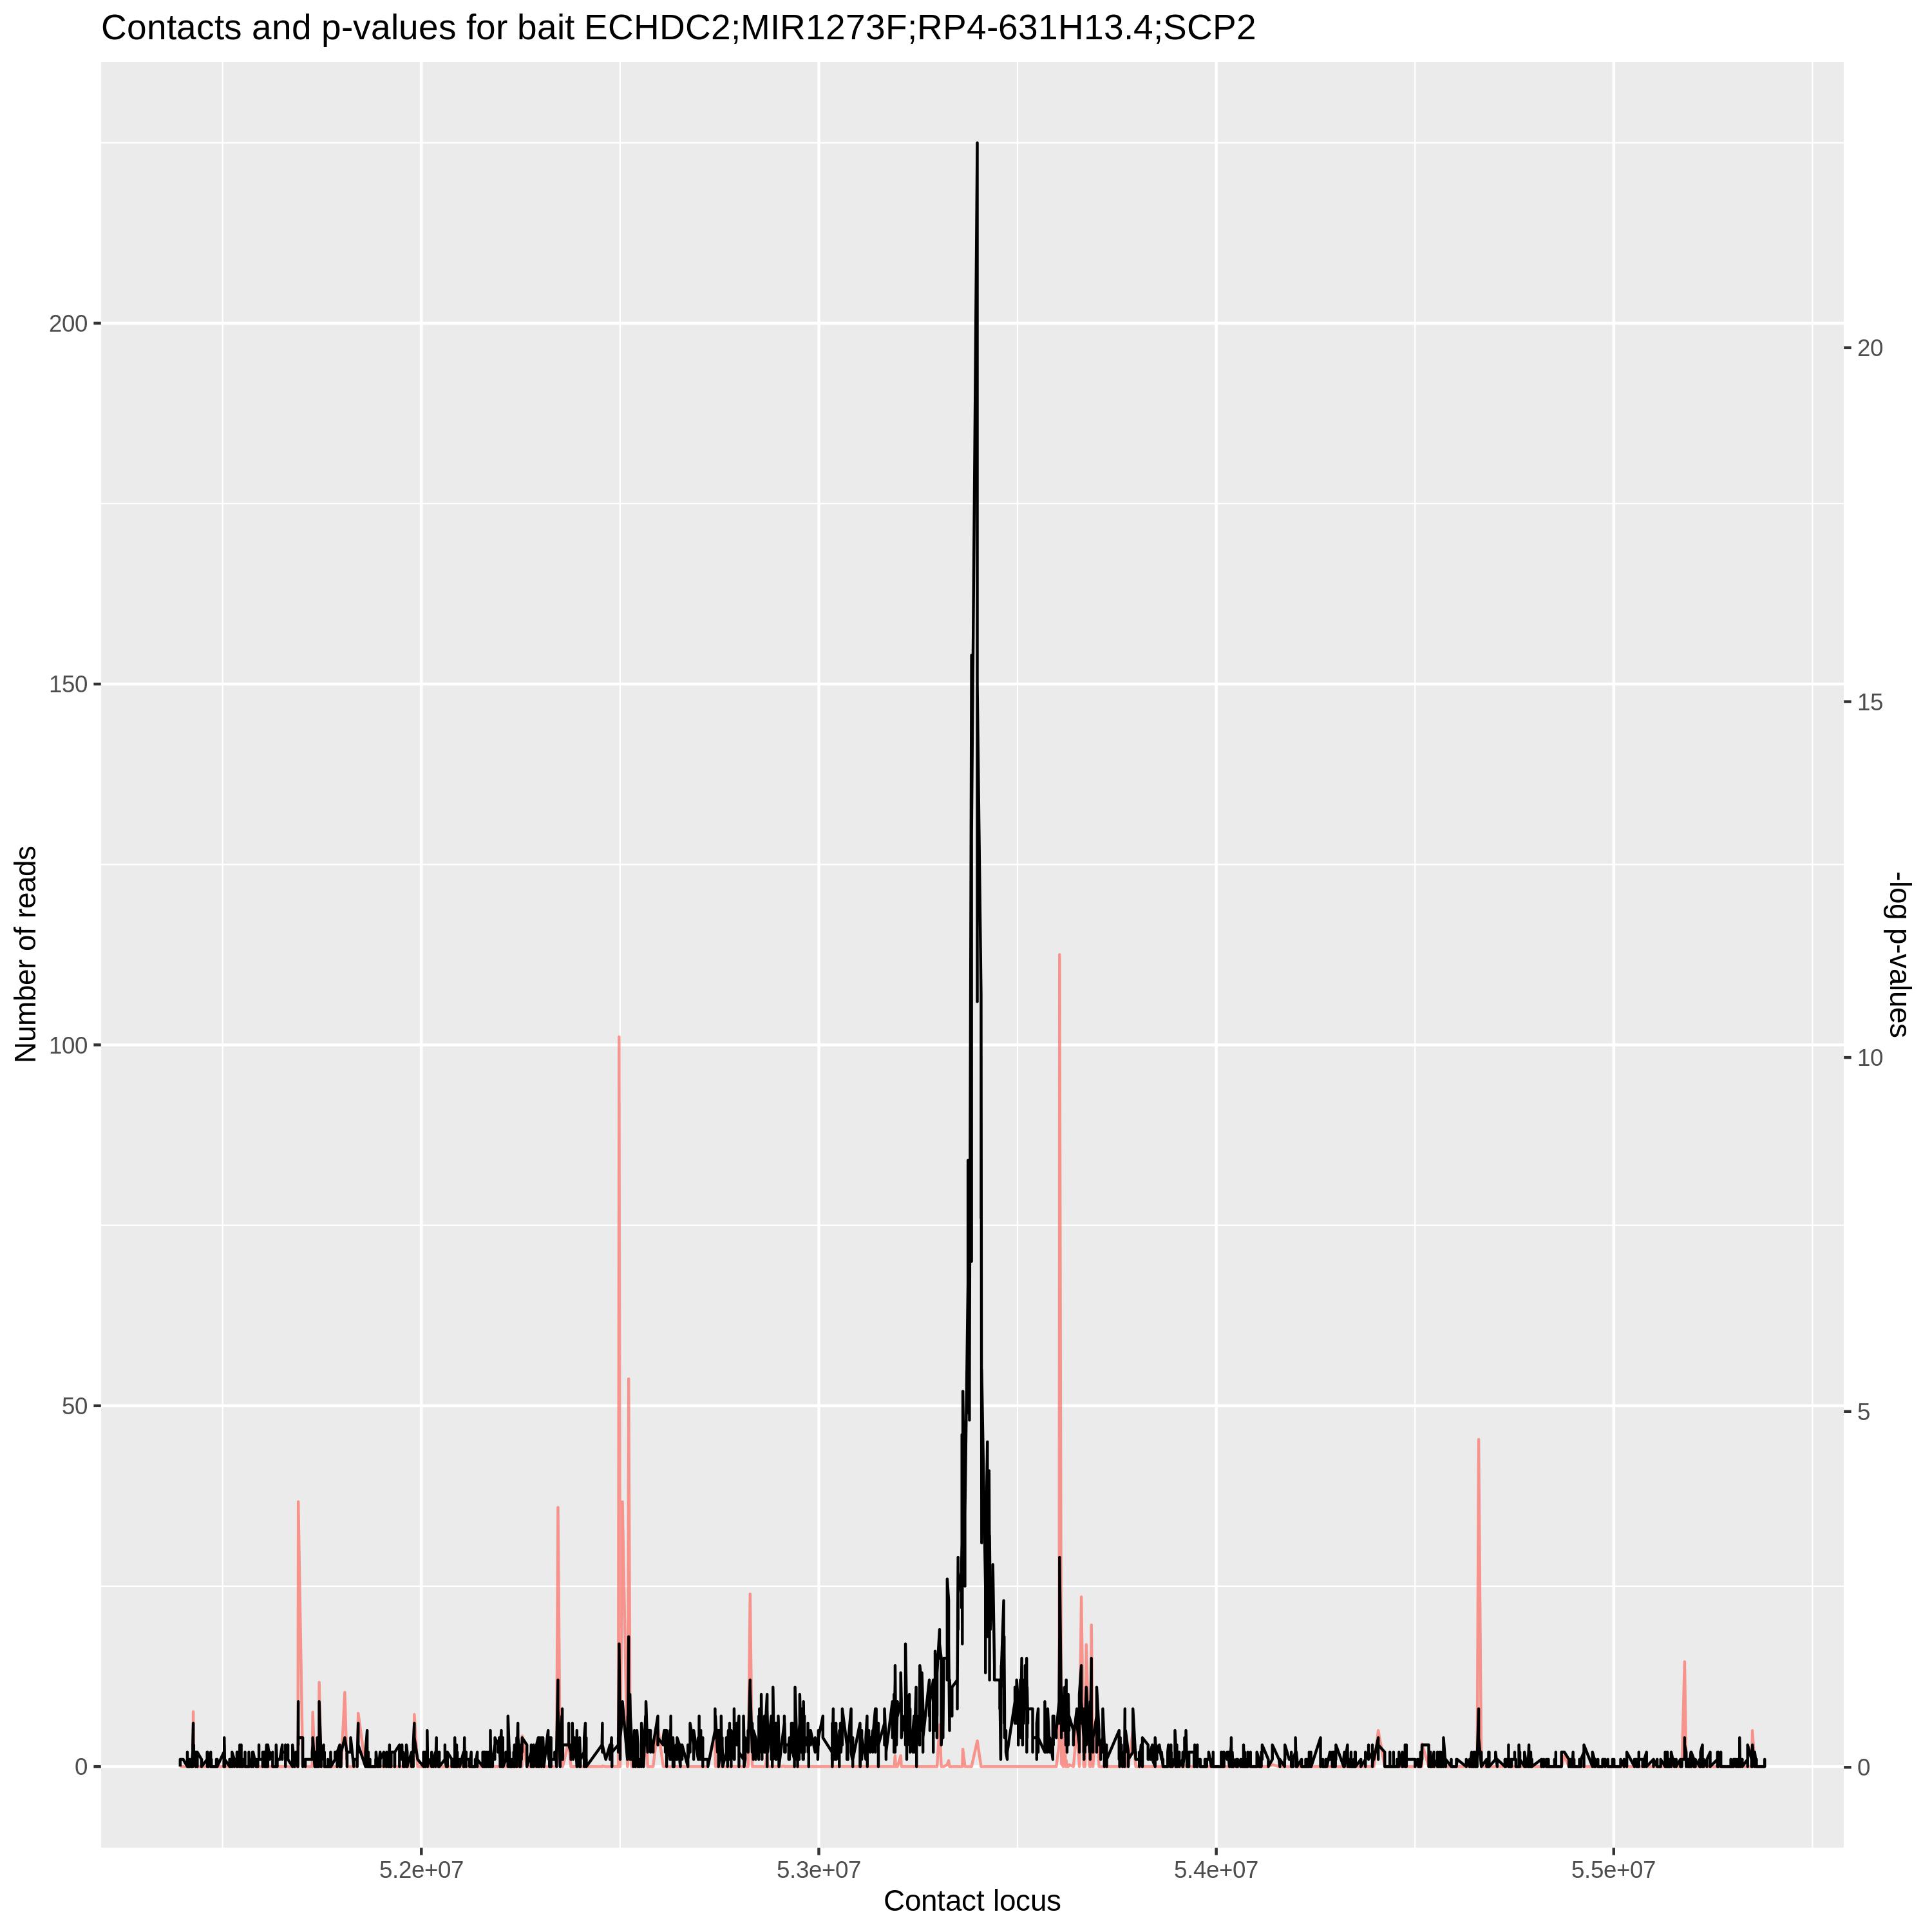 Contacts and p-values for bait ECHDC2;MIR1273F;RP4-631H13.4;SCP2
Number of reads
200
150
100
50
0
20
15
10
5
0
-log p-values
5.2e+07 5.3e+07 5.4e+07 5.5e+07
Contact locus